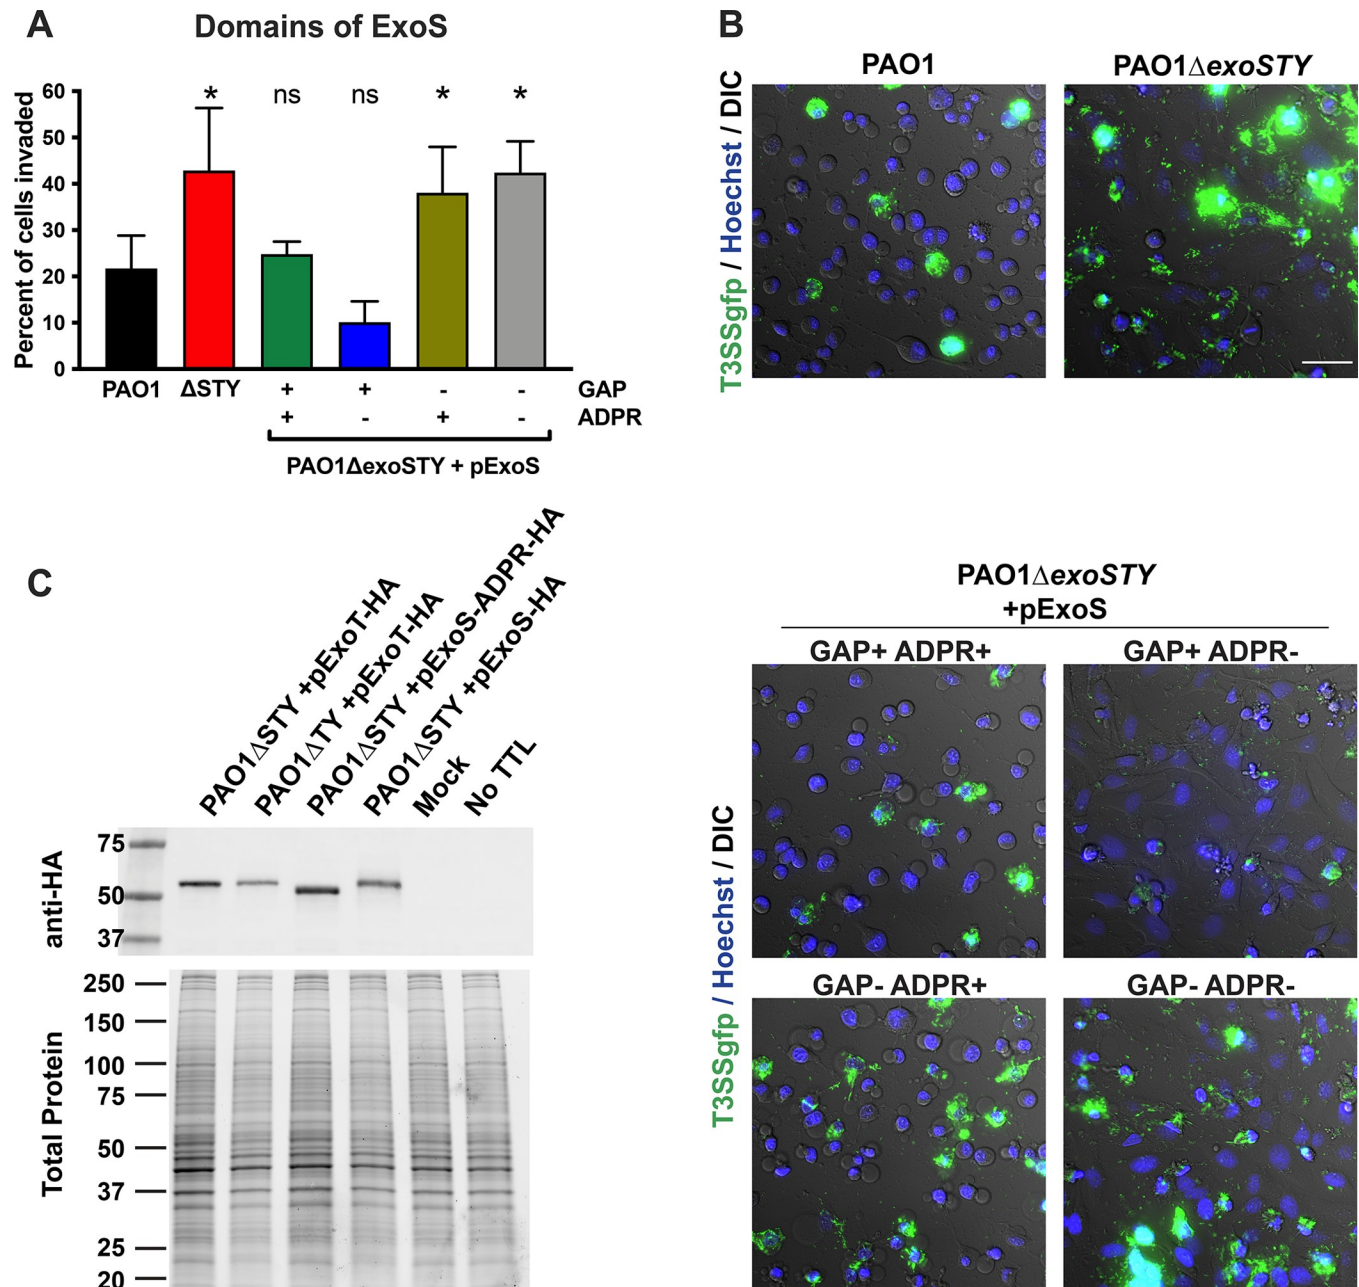 A
Domains of ExoS
Percent of cells invaded
60
50
40
30
20
10
0
*
ns
ns
*
*
PAO1
ΔSTY
+ + - - GAP
+ - + - ADPR
PAO1ΔexoSTY + pExoS
B
PAO1
PAO1ΔexoSTY
T3SSgfp / Hoechst / DIC
C
PAO1ΔSTY +pExoT-HA
PAO1ΔTY +pExoT-HA
PAO1ΔSTY +pExoS-ADPR-HA
PAO1ΔSTY +pExoS-HA
Mock
No TTL
anti-HA
75
50
37
Total Protein
250
150
100
75
50
37
25
20
PAO1ΔexoSTY
+pExoS
GAP+ ADPR+
GAP+ ADPR-
GAP- ADPR+
GAP- ADPR-
T3SSgfp / Hoechst / DIC